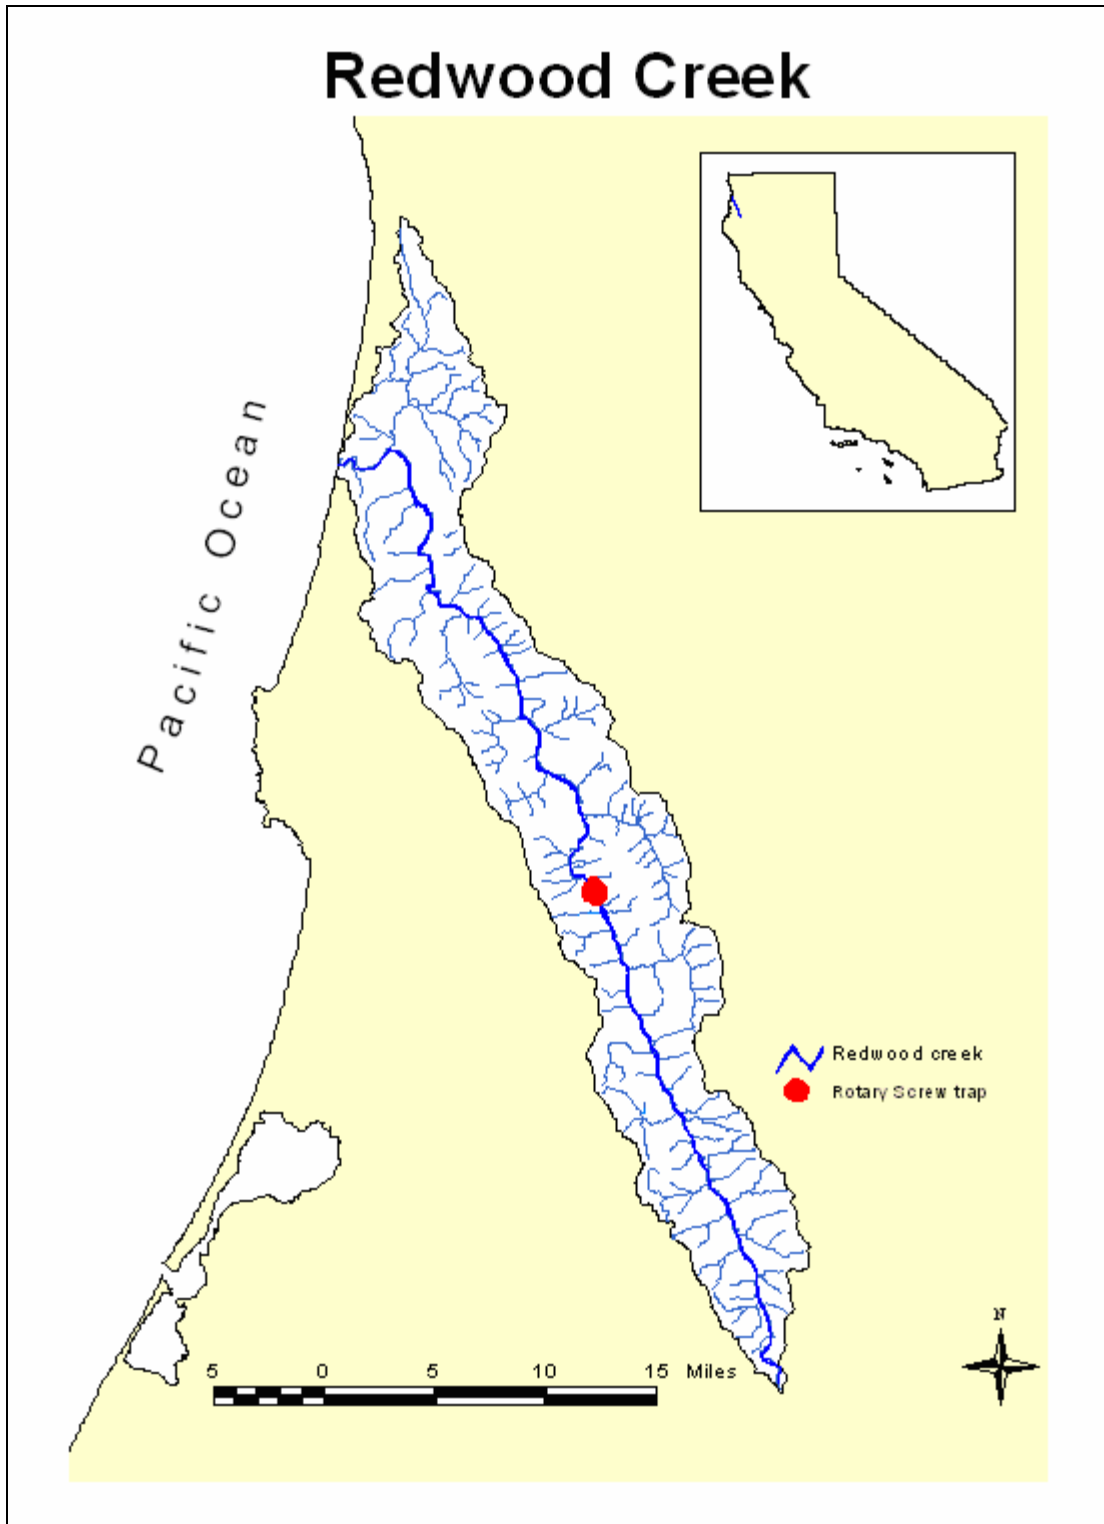 Redwood Creek
Pacific Ocean
Redwood creek
Rotary Screw trap
N
5 0 5 10 15 Miles